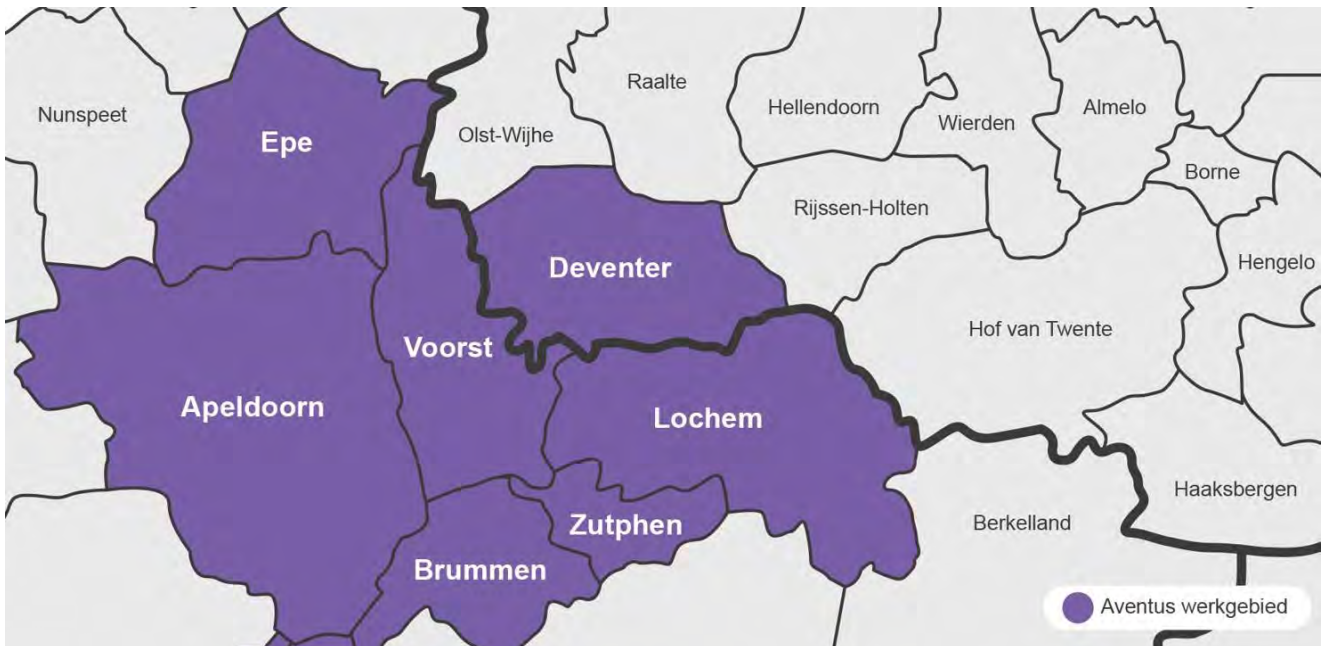 Raalte
Hellendoorn
Almelo
Nunspeet
Wierden
Olst-Wijhe
Epe
Borne
Rijssen-Holten
Hengelo
Deventer
Hof van Twente
Voorst
Apeldoorn
Lochem
Haaksbergen
Zutphen
Berkelland
Brummen
Aventus werkgebied